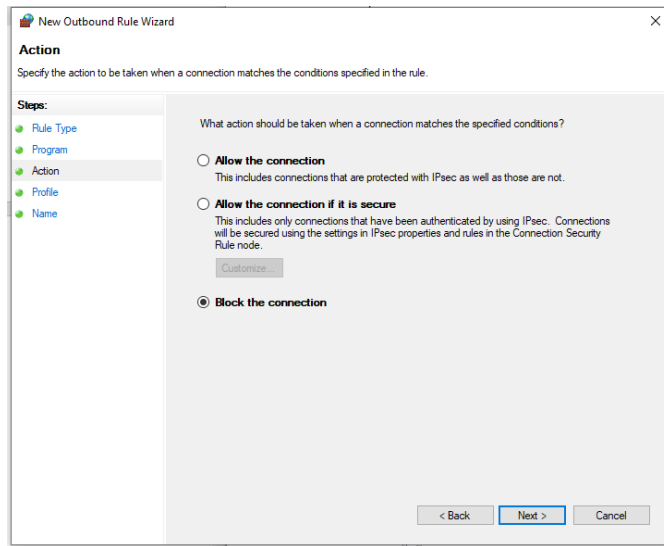 New Outbound Rule Wizard
Action
Specify the action to be taken when a connection matches the conditions specified in the rule.
Steps:
Rule Type
Program
Action
Profile
Name
What action should be taken when a connection matches the specified conditions?
Allow the connection
This includes connections that are protected with IPsec as well as those are not.
Allow the connection if it is secure
This includes only connections that have been authenticated by using IPsec. Connections
will be secured using the settings in IPsec properties and rules in the Connection Security
Rule node.
Customize...
Block the connection
< Back
Next >
Cancel